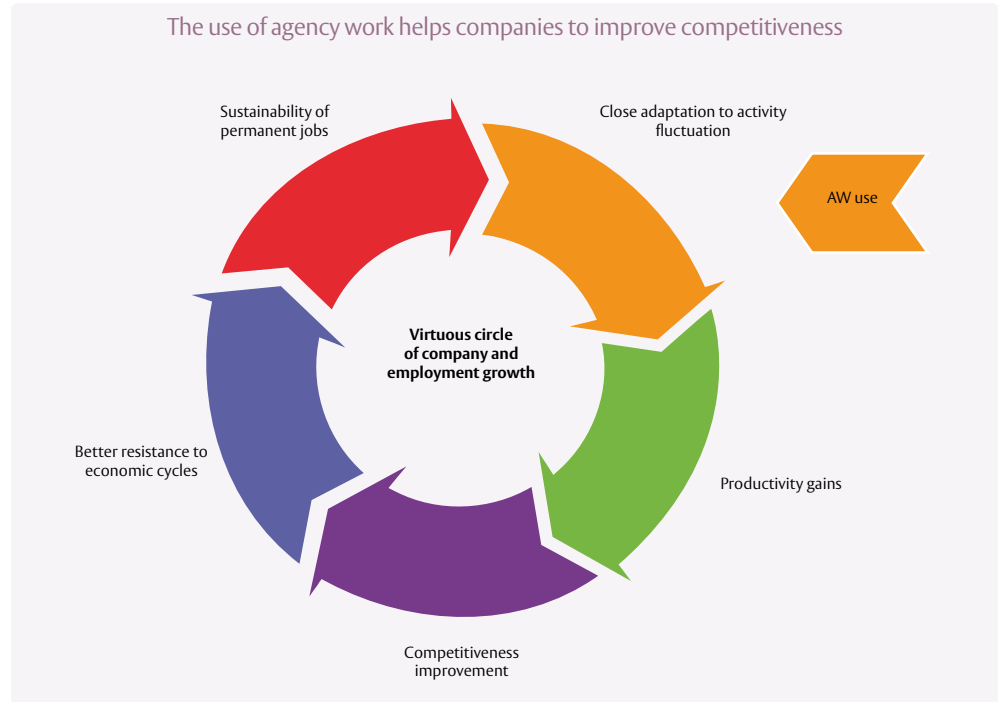 The use of agency work helps companies to improve competitiveness
Sustainability of
permanent jobs
Close adaptation to activity
fluctuation
AW use
Virtuous circle
of company and
employment growth
Better resistance to
economic cycles
Productivity gains
Competitiveness
improvement